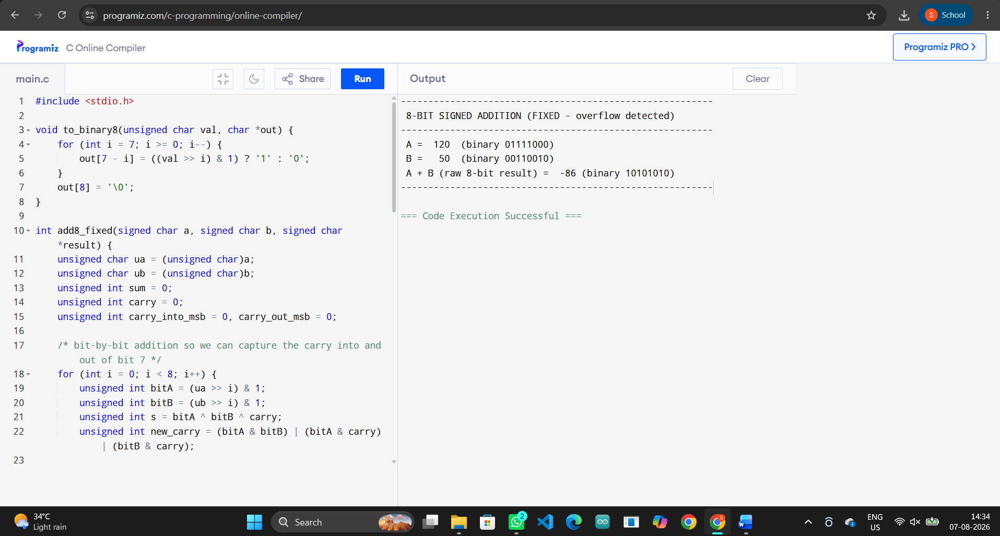 programiz.com/c-programming/online-compiler/
S School
Programiz C Online Compiler
Programiz PRO >
main.c
Share
Run
Output
Clear
1 #include <stdio.h>
2
3 void to_binary8(unsigned char val, char *out) {
4 for (int i = 7; i >= 0; i--) {
5 out[7 - i] = ((val >> i) & 1) ? '1' : '0';
6 }
7 out[8] = '\0';
8 }
9
10 int add8_fixed(signed char a, signed char b, signed char
*result) {
11 unsigned char ua = (unsigned char)a;
12 unsigned char ub = (unsigned char)b;
13 unsigned int sum = 0;
14 unsigned int carry = 0;
15 unsigned int carry_into_msb = 0, carry_out_msb = 0;
16
17 /* bit-by-bit addition so we can capture the carry into and
out of bit 7 */
18 for (int i = 0; i < 8; i++) {
19 unsigned int bitA = (ua >> i) & 1;
20 unsigned int bitB = (ub >> i) & 1;
21 unsigned int s = bitA ^ bitB ^ carry;
22 unsigned int new_carry = (bitA & bitB) | (bitA & carry)
| (bitB & carry);
23
---------------------------------------------------------
8-BIT SIGNED ADDITION (FIXED - overflow detected)
---------------------------------------------------------
A =  120  (binary 01111000)
B =   50  (binary 00110010)
A + B (raw 8-bit result) =  -86 (binary 10101010)
---------------------------------------------------------
=== Code Execution Successful ===
34°C
Light rain
Search
2
ENG
US
14:34
07-08-2026